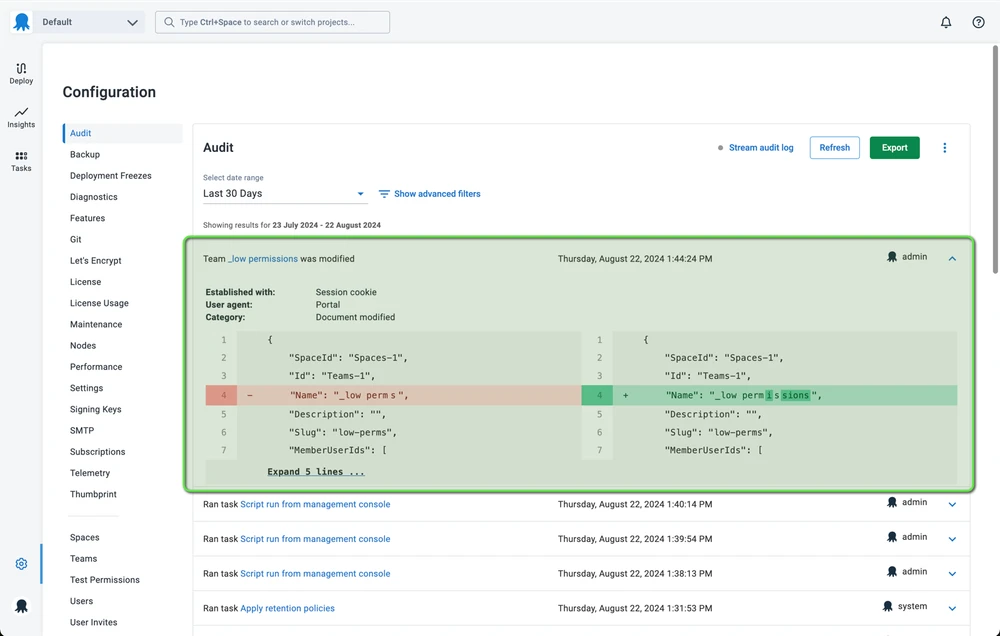 Default
Type Ctrl+Space to search or switch projects...
Deploy
Insights
Tasks
Configuration
Audit
Backup
Deployment Freezes
Diagnostics
Features
Git
Let's Encrypt
License
License Usage
Maintenance
Nodes
Performance
Settings
Signing Keys
SMTP
Subscriptions
Telemetry
Thumbprint
Spaces
Teams
Test Permissions
Users
User Invites
Audit
Stream audit log
Refresh
Export
Select date range
Last 30 Days
Show advanced filters
Showing results for 23 July 2024 - 22 August 2024
Team _low permissions was modified Thursday, August 22, 2024 1:44:24 PM admin
Established with: Session cookie
User agent: Portal
Category: Document modified
1 {
2 "SpaceId": "Spaces-1",
3 "Id": "Teams-1",
4 - "Name": "_low perms",
5 "Description": "",
6 "Slug": "low-perms",
7 "MemberUserIds": [
Expand 5 lines ...
1 {
2 "SpaceId": "Spaces-1",
3 "Id": "Teams-1",
4 + "Name": "_low permissions",
5 "Description": "",
6 "Slug": "low-perms",
7 "MemberUserIds": [
Ran task Script run from management console Thursday, August 22, 2024 1:40:14 PM admin
Ran task Script run from management console Thursday, August 22, 2024 1:39:54 PM admin
Ran task Script run from management console Thursday, August 22, 2024 1:38:13 PM admin
Ran task Apply retention policies Thursday, August 22, 2024 1:31:53 PM system